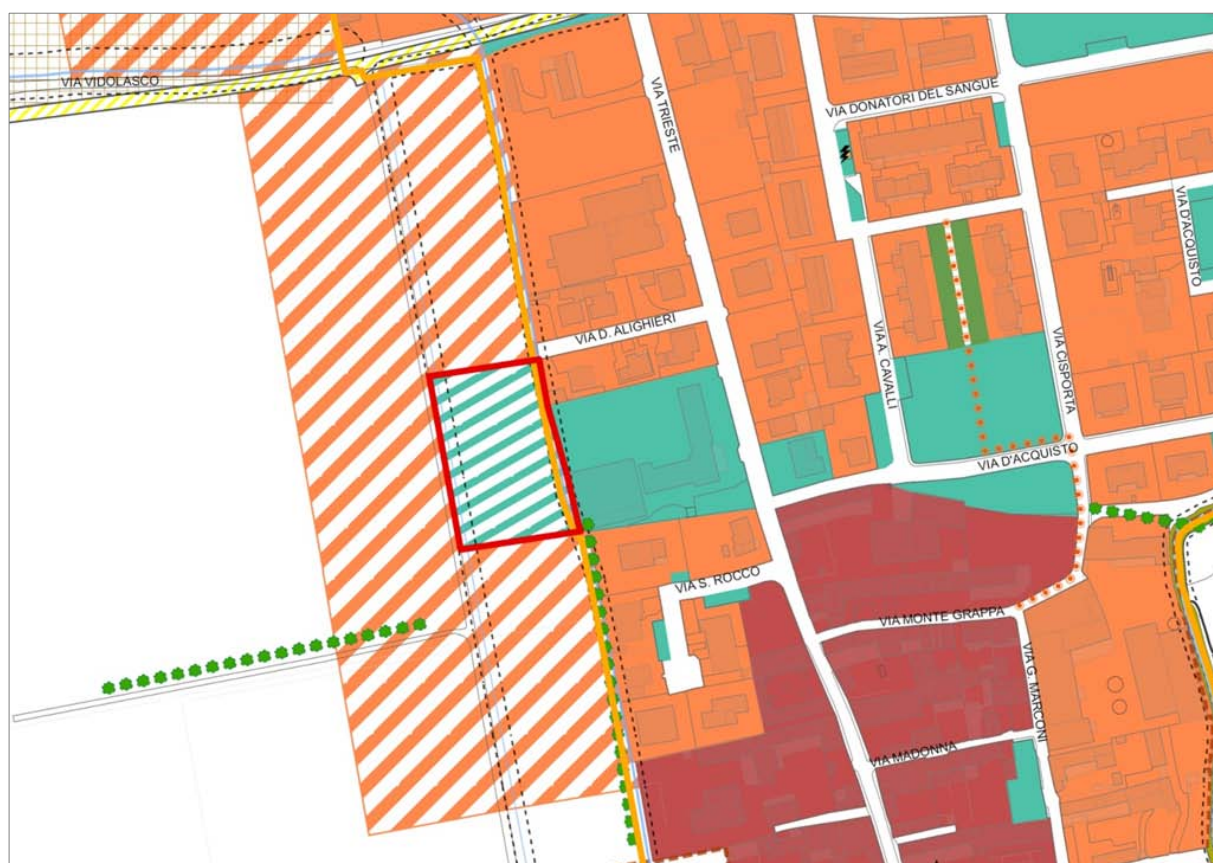 VIA VIDOLASCO
VIA TRIESTE
VIA DONATORI DEL SANGUE
VIA D'ACQUISTO
VIA D. ALIGHIERI
VIA A. CAVALLI
VIA CISPORTA
VIA D'ACQUISTO
VIA S. ROCCO
VIA MONTE GRAPPA
VIA G. MARCONI
VIA MADONNA